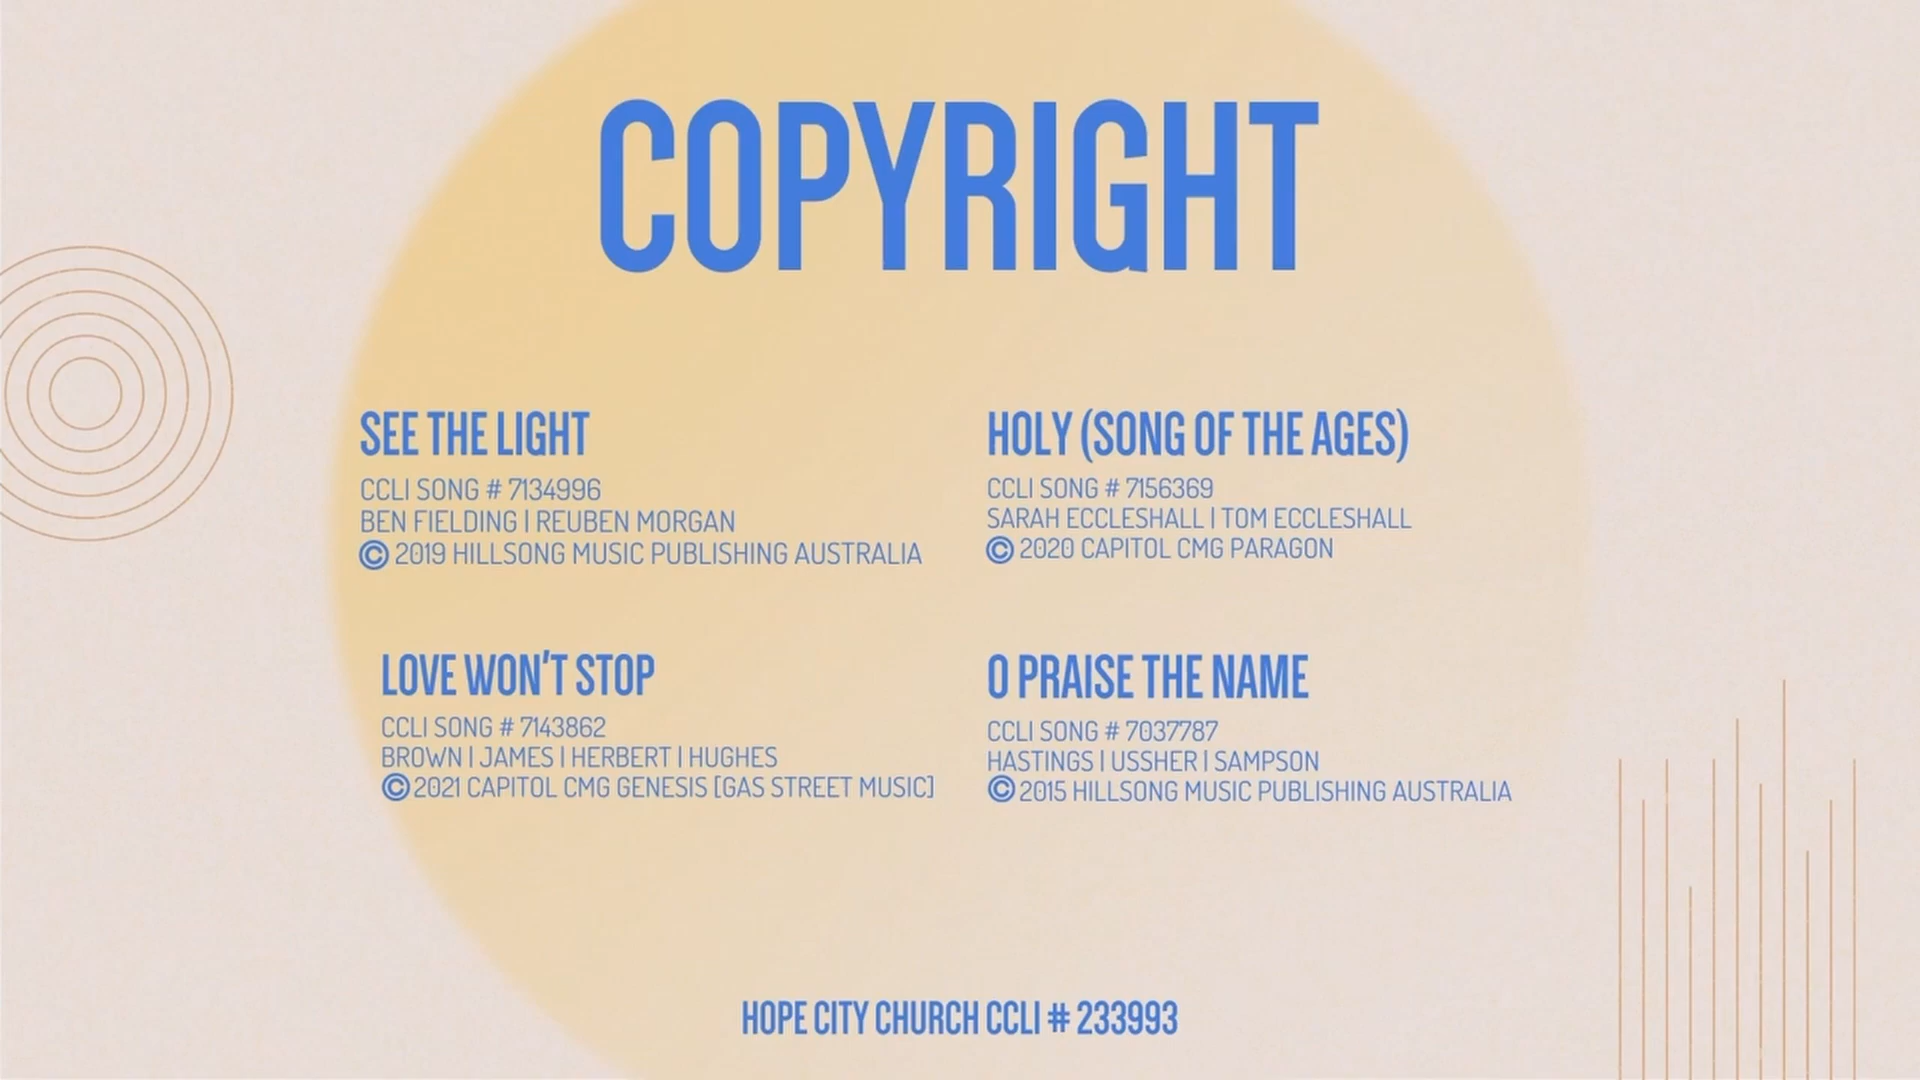 COPYRIGHT
SEE THE LIGHT
CCLI SONG # 7134996
BEN FIELDING | REUBEN MORGAN
© 2019 HILLSONG MUSIC PUBLISHING AUSTRALIA
HOLY (SONG OF THE AGES)
CCLI SONG # 7156369
SARAH ECCLESHALL | TOM ECCLESHALL
© 2020 CAPITOL CMG PARAGON
LOVE WON'T STOP
CCLI SONG # 7143862
BROWN | JAMES | HERBERT | HUGHES
© 2021 CAPITOL CMG GENESIS [GAS STREET MUSIC]
O PRAISE THE NAME
CCLI SONG # 7037787
HASTINGS | USSHER | SAMPSON
© 2015 HILLSONG MUSIC PUBLISHING AUSTRALIA
HOPE CITY CHURCH CCLI # 233993